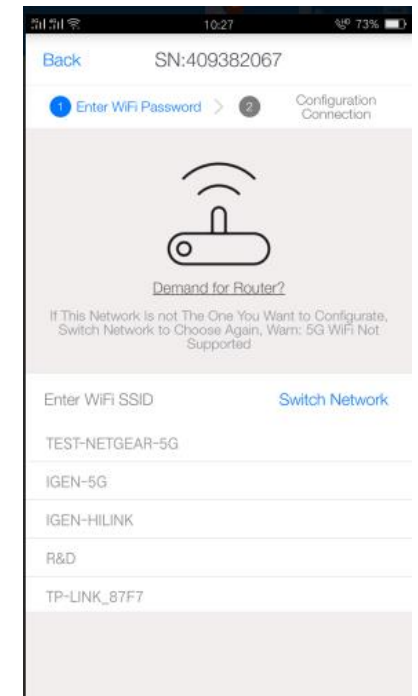 10:27 73%
Back SN:409382067
1 Enter WiFi Password > 2 Configuration
Connection
Demand for Router?
If This Network is not The One You Want to Configurate,
Switch Network to Choose Again, Warn: 5G WiFi Not
Supported
Enter WiFi SSID Switch Network
TEST-NETGEAR-5G
IGEN-5G
IGEN-HILINK
R&D
TP-LINK_87F7